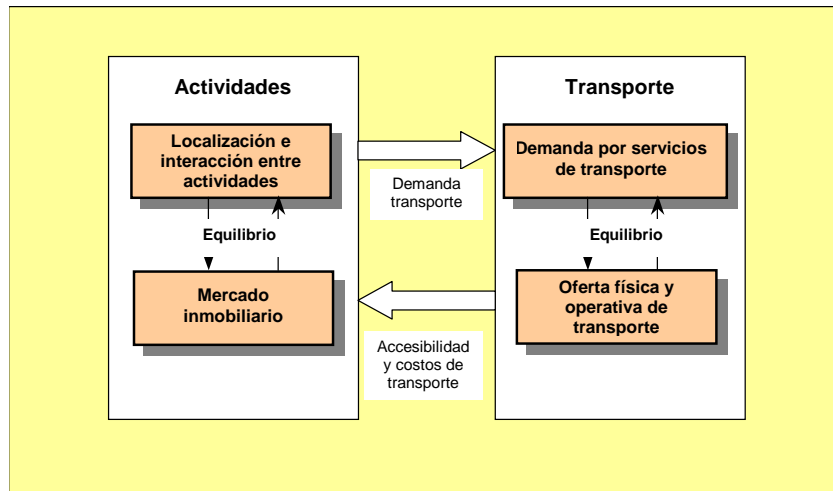 Actividades
Localización e
interacción entre
actividades
Equilibrio
Mercado
inmobiliario
Demanda
transporte
Accesibilidad
y costos de
transporte
Transporte
Demanda por servicios
de transporte
Equilibrio
Oferta física y
operativa de
transporte